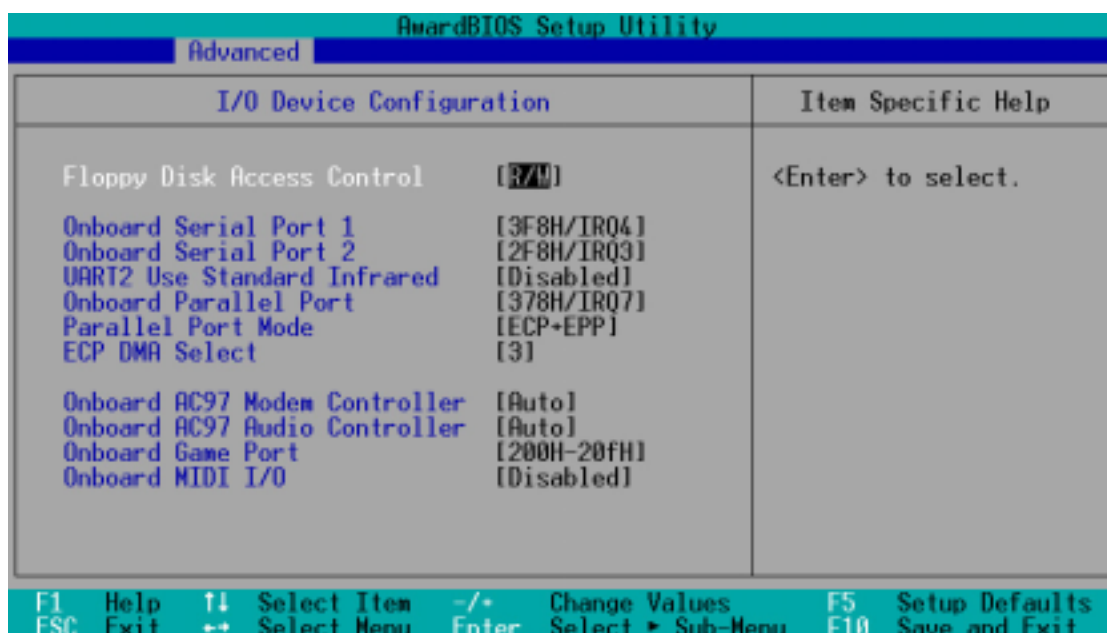 AwardBIOS Setup Utility
Advanced
I/O Device Configuration
Item Specific Help
Floppy Disk Access Control [R/W]
<Enter> to select.
Onboard Serial Port 1 [3F8H/IRQ4]
Onboard Serial Port 2 [2F8H/IRQ3]
UART2 Use Standard Infrared [Disabled]
Onboard Parallel Port [378H/IRQ7]
Parallel Port Mode [ECP+EPP]
ECP DMA Select [3]
Onboard AC97 Modem Controller [Auto]
Onboard AC97 Audio Controller [Auto]
Onboard Game Port [200H-20fH]
Onboard MIDI I/O [Disabled]
F1 Help ↑↓ Select Item -/+ Change Values F5 Setup Defaults
ESC Exit ←→ Select Menu Enter Select ► Sub-Menu F10 Save and Exit